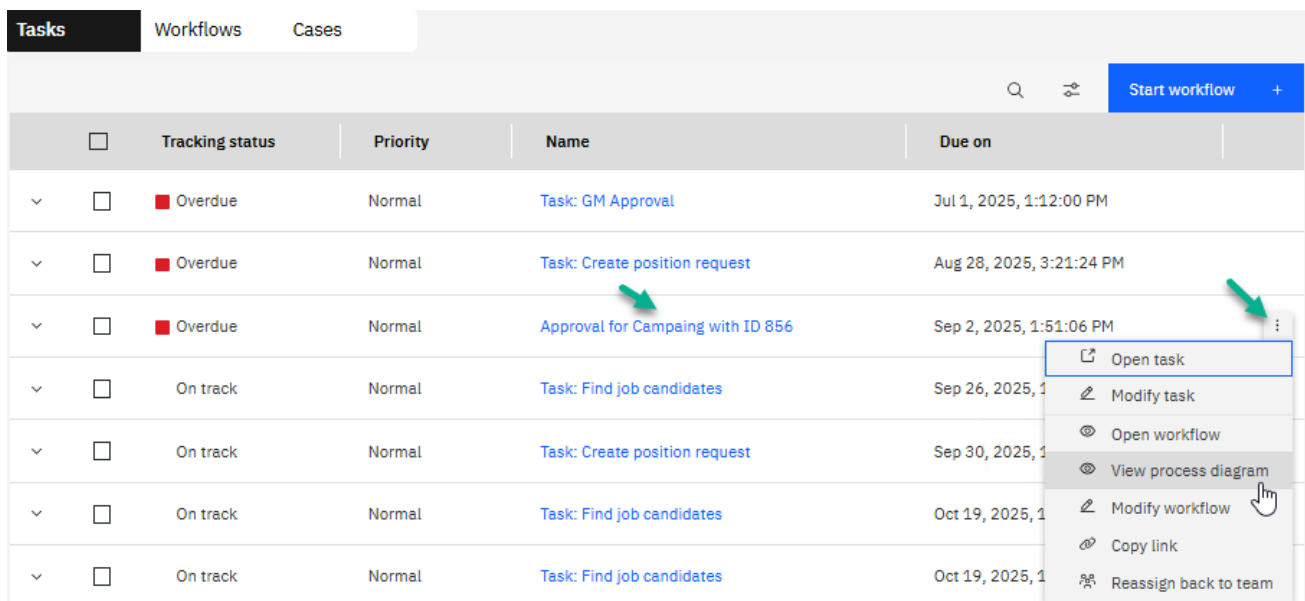 Tasks Workflows Cases
Start workflow +
Tracking status Priority Name Due on
Overdue Normal Task: GM Approval Jul 1, 2025, 1:12:00 PM
Overdue Normal Task: Create position request Aug 28, 2025, 3:21:24 PM
Overdue Normal Approval for Campaing with ID 856 Sep 2, 2025, 1:51:06 PM
Open task
On track Normal Task: Find job candidates Sep 26, 2025, 1
Modify task
Open workflow
On track Normal Task: Create position request Sep 30, 2025, 1
View process diagram
On track Normal Task: Find job candidates Oct 19, 2025, 1
Modify workflow
Copy link
On track Normal Task: Find job candidates Oct 19, 2025, 1
Reassign back to team